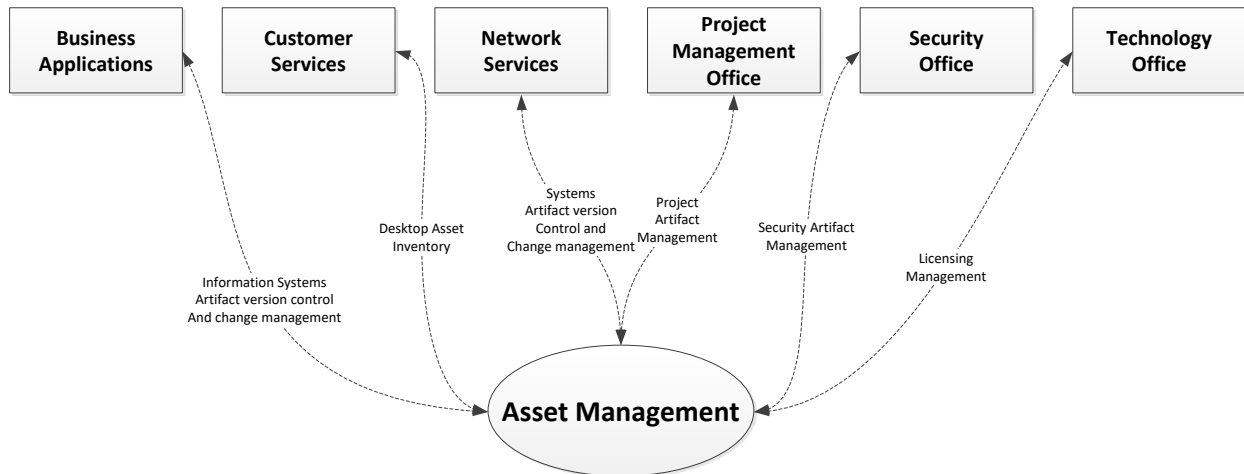 Business
Applications
Customer
Services
Network
Services
Project
Management
Office
Security
Office
Technology
Office
Systems
Artifact version
Control and
Change management
Project
Artifact
Management
Desktop Asset
Inventory
Security Artifact
Management
Licensing
Management
Information Systems
Artifact version control
And change management
Asset Management